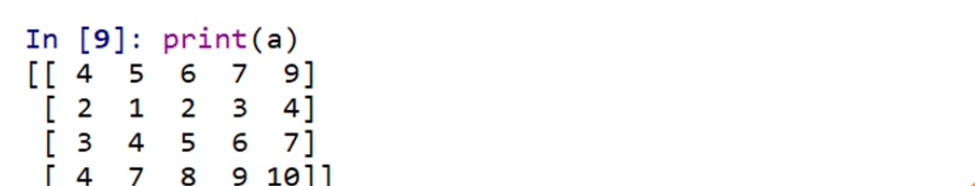 In [9]: print(a)
[[ 4  5  6  7  9]
 [ 2  1  2  3  4]
 [ 3  4  5  6  7]
 [ 4  7  8  9 10]]